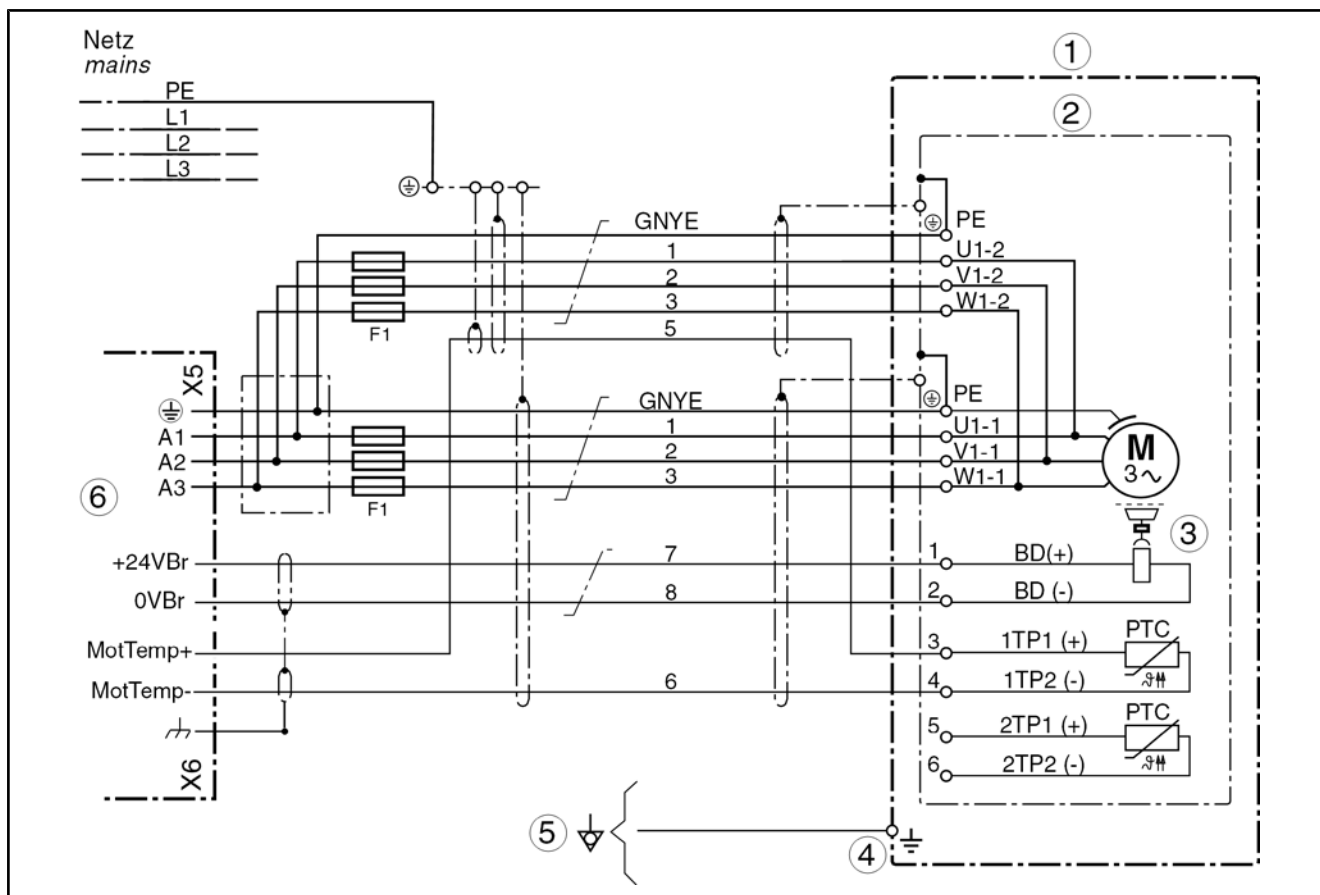 Netz
mains
PE
L1
L2
L3
1
2
GNYE
1
2
3
5
F1
PE
U1-2
V1-2
W1-2
X5
A1
A2
A3
6
GNYE
1
2
3
F1
PE
U1-1
V1-1
W1-1
M
3∿
3
+24VBr
0VBr
MotTemp+
MotTemp-
X6
7
8
6
1
2
3
4
5
6
BD(+)
BD (-)
1TP1 (+)
1TP2 (-)
2TP1 (+)
2TP2 (-)
PTC
ϑ
PTC
ϑ
5
4